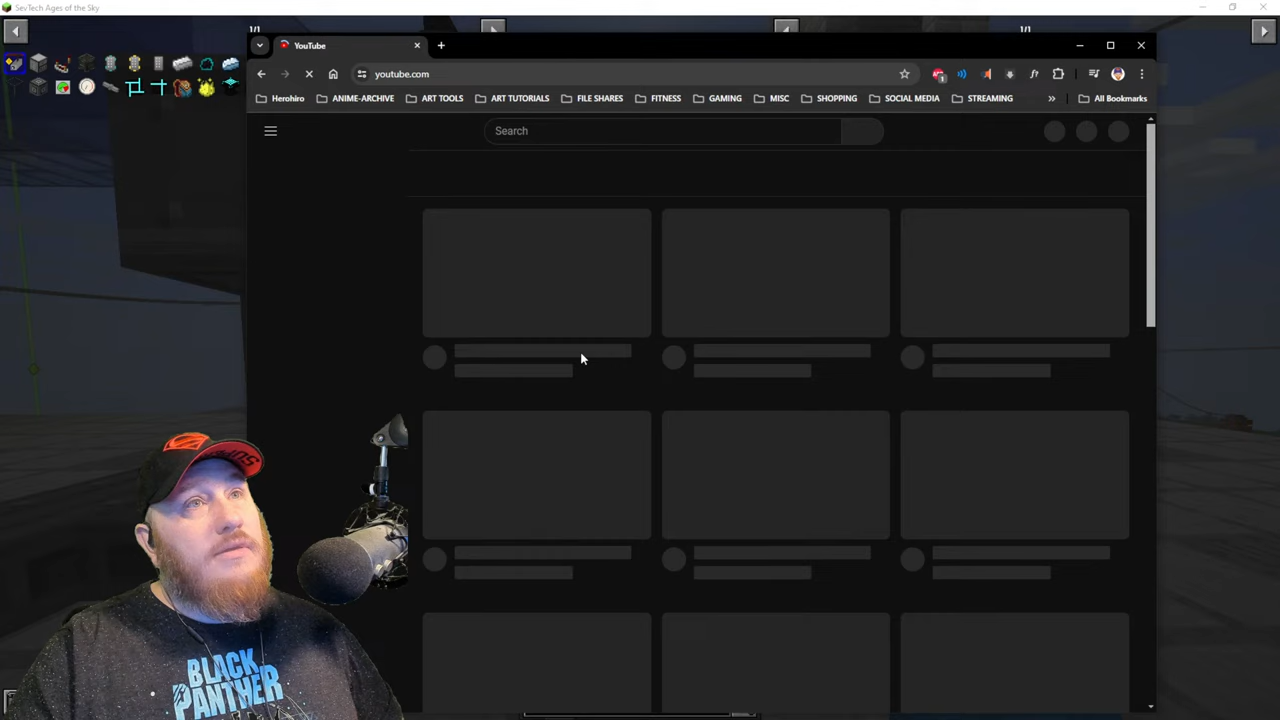 SevTech Ages of the Sky
1/1
1/1
YouTube
youtube.com
Herohiro
ANIME-ARCHIVE
ART TOOLS
ART TUTORIALS
FILE SHARES
FITNESS
GAMING
MISC
SHOPPING
SOCIAL MEDIA
STREAMING
All Bookmarks
Search
BLACK
PANTHER